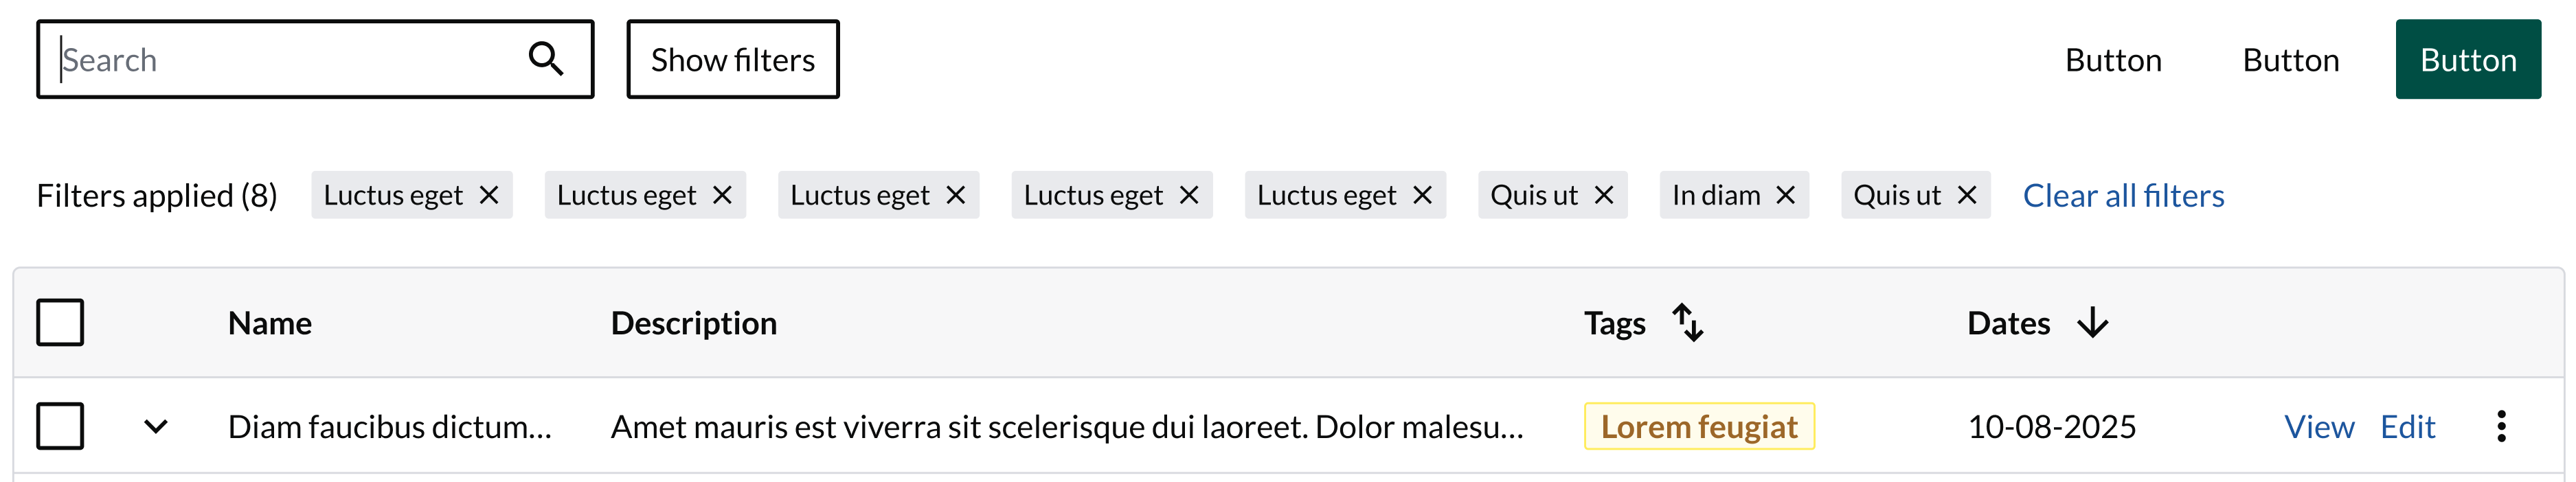 Search Show filters Button Button Button
Filters applied (8) Luctus eget Luctus eget Luctus eget Luctus eget Luctus eget Quis ut In diam Quis ut Clear all filters
Name Description Tags Dates
Diam faucibus dictum... Amet mauris est viverra sit scelerisque dui laoreet. Dolor malesu... Lorem feugiat 10-08-2025 View Edit